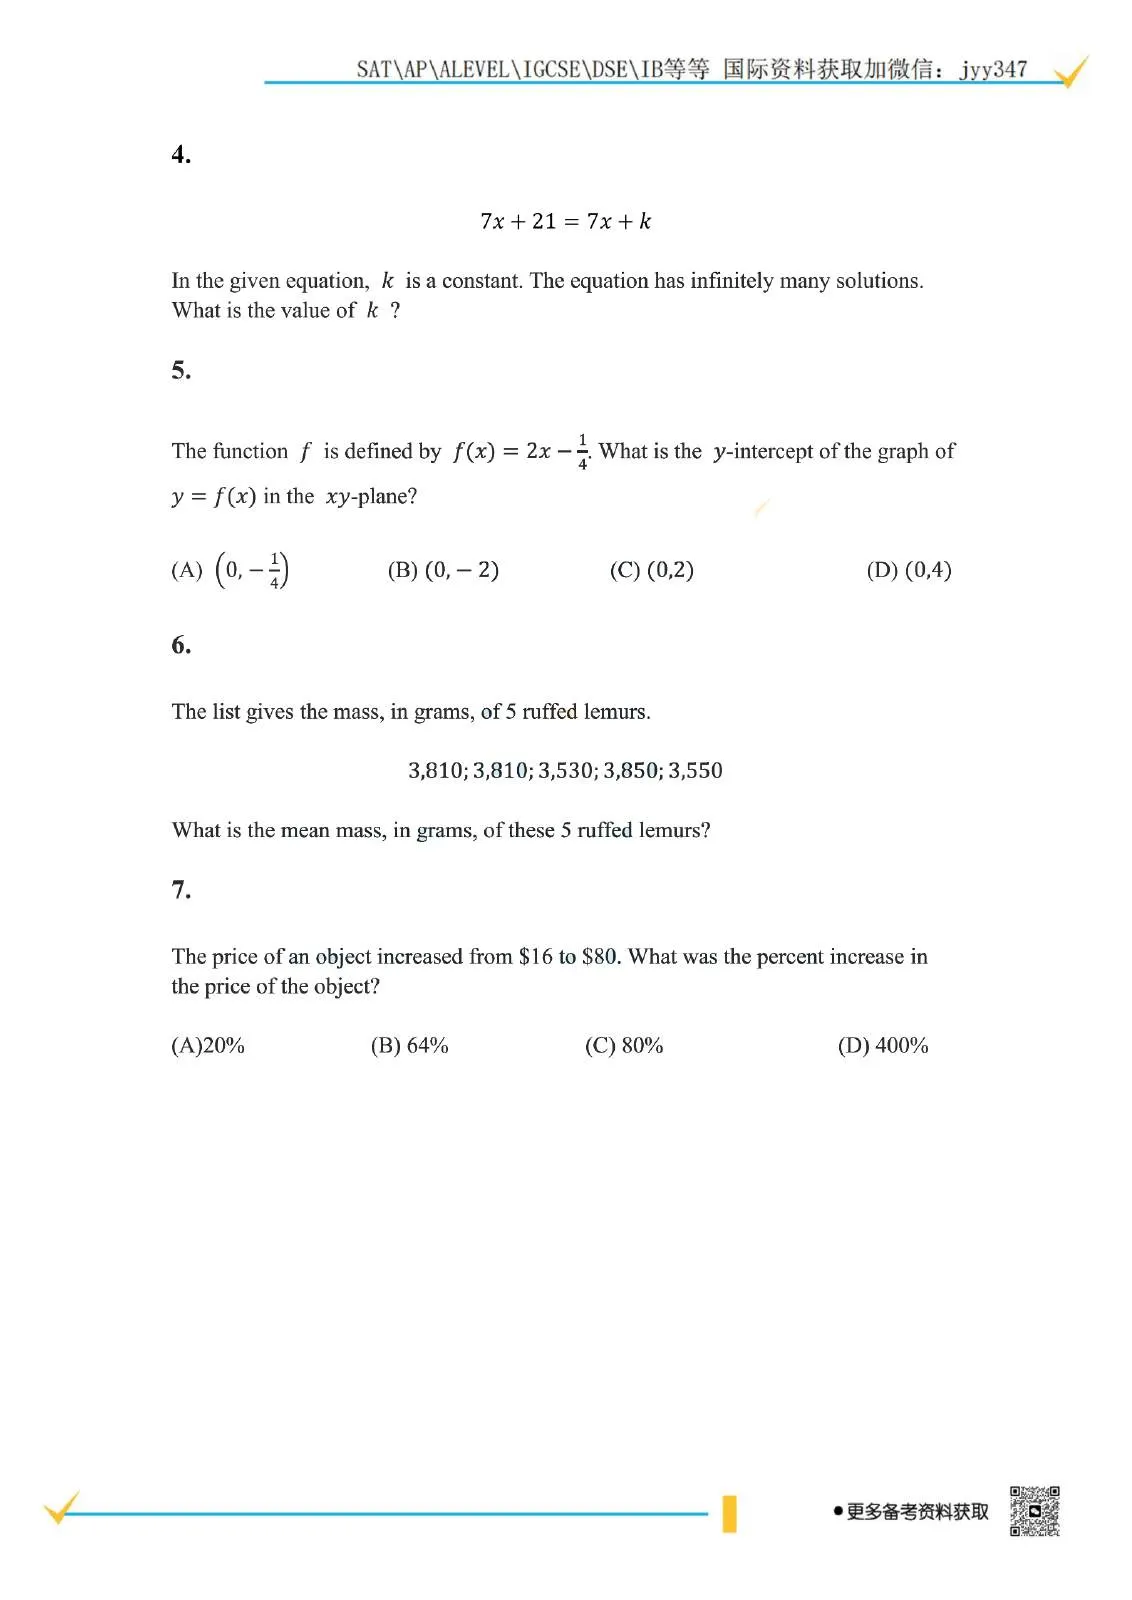 SAT\AP\ALEVEL\IGCSE\DSE\IB等等 国际资料获取加微信：jyy347
4.
7x + 21 = 7x + k
In the given equation, k is a constant. The equation has infinitely many solutions.
What is the value of k ?
5.
The function f is defined by f(x) = 2x − 1/4. What is the y-intercept of the graph of
y = f(x) in the xy-plane?
(A) (0, − 1/4) (B) (0, − 2) (C) (0,2) (D) (0,4)
6.
The list gives the mass, in grams, of 5 ruffed lemurs.
3,810; 3,810; 3,530; 3,850; 3,550
What is the mean mass, in grams, of these 5 ruffed lemurs?
7.
The price of an object increased from $16 to $80. What was the percent increase in
the price of the object?
(A)20% (B) 64% (C) 80% (D) 400%
●更多备考资料获取